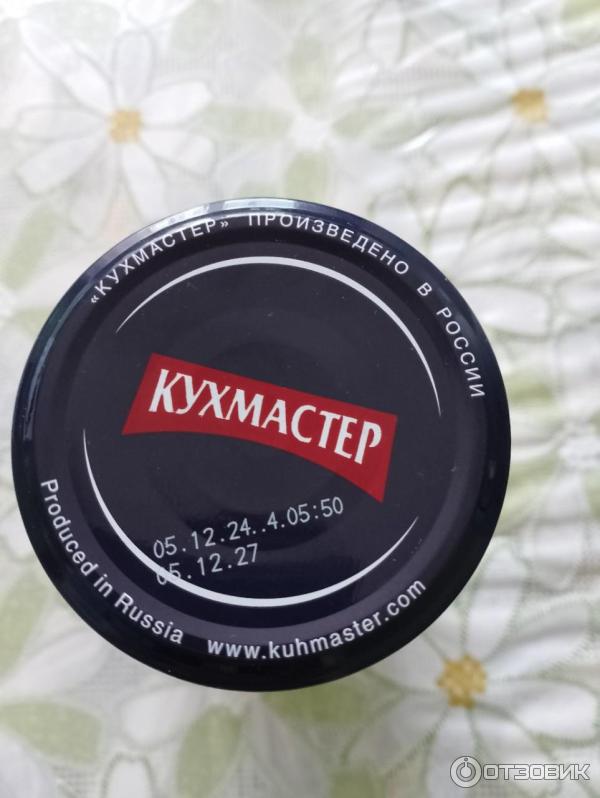 «КУХМАСТЕР» ПРОИЗВЕДЕНО В РОССИИ
КУХМАСТЕР
05.12.24..4.05:50
05.12.27
Produced in Russia www.kuhmaster.com
ОТЗОВИК